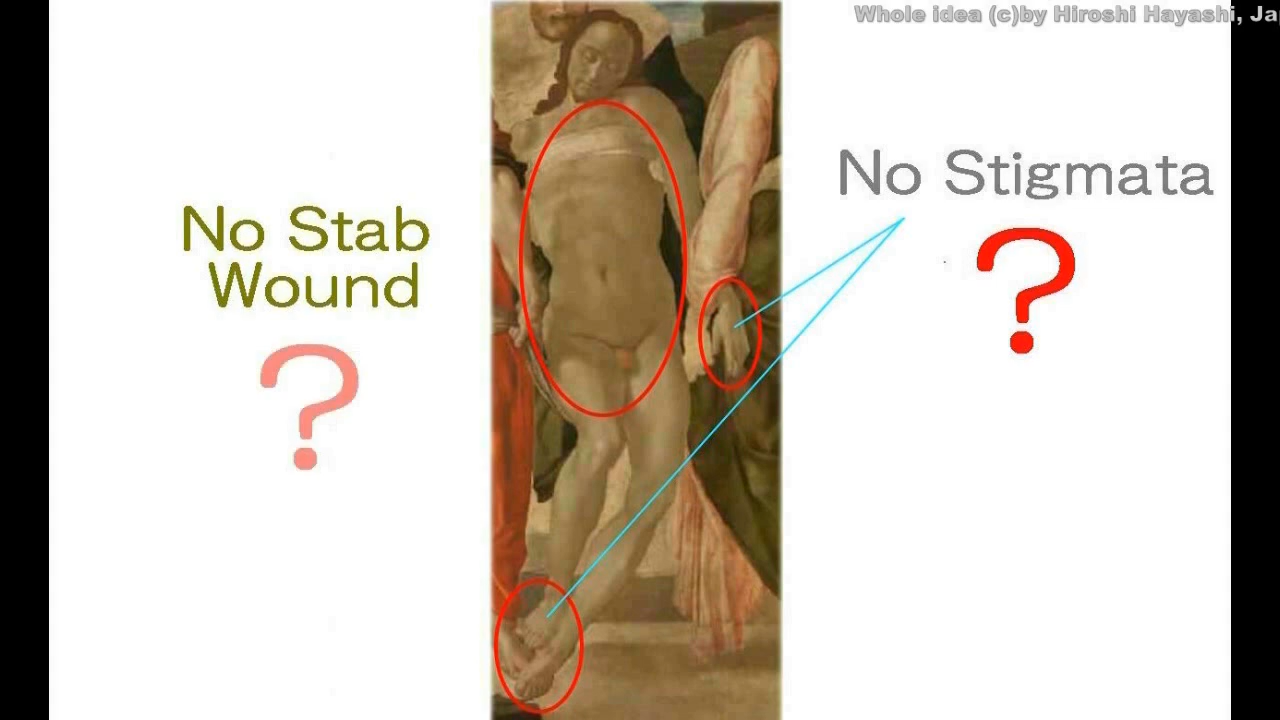 Whole idea (c)by Hiroshi Hayashi, Ja
No Stab
Wound
?
No Stigmata
?